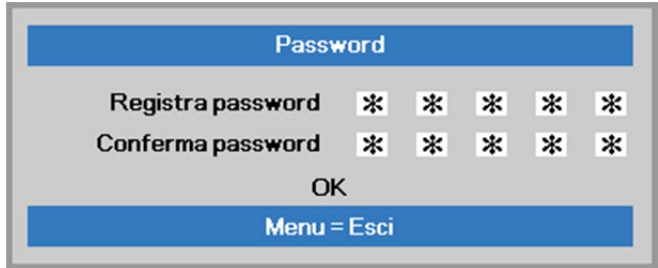 Password
Registra password * * * * *
Conferma password * * * * *
OK
Menu = Esci